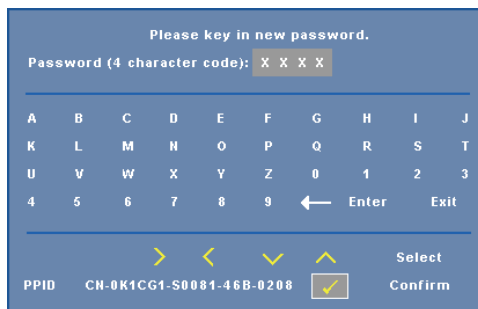 Please key in new password.
Password (4 character code): X X X X
A B C D E F G H I J
K L M N O P Q R S T
U V W X Y Z 0 1 2 3
4 5 6 7 8 9 Enter Exit
Select
PPID CN-0K1CG1-S0081-46B-0208 Confirm